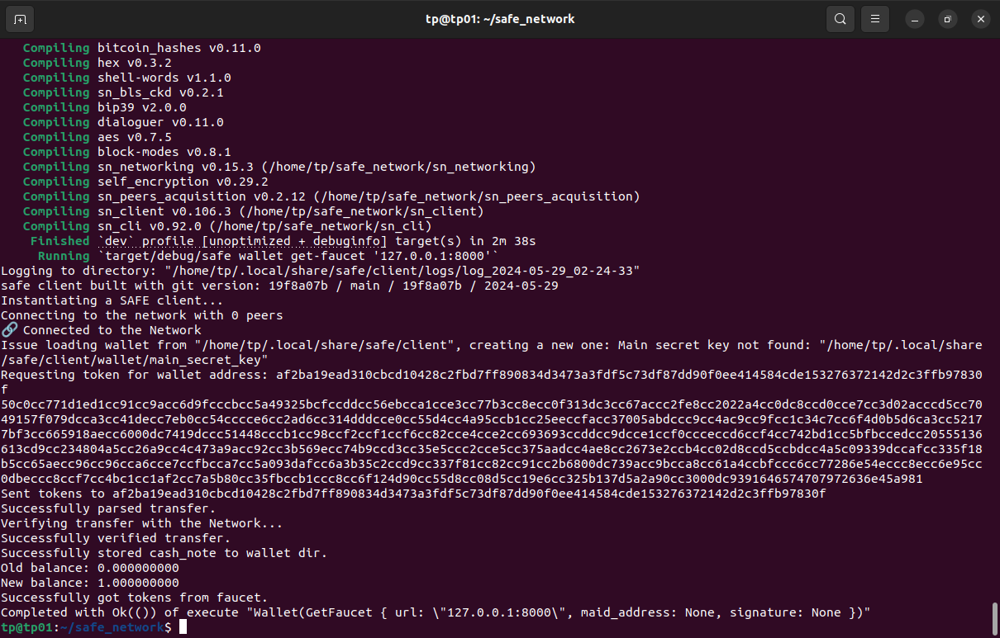 tp@tp01: ~/safe_network
Compiling bitcoin_hashes v0.11.0
Compiling hex v0.3.2
Compiling shell-words v1.1.0
Compiling sn_bls_ckd v0.2.1
Compiling bip39 v2.0.0
Compiling dialoguer v0.11.0
Compiling aes v0.7.5
Compiling block-modes v0.8.1
Compiling sn_networking v0.15.3 (/home/tp/safe_network/sn_networking)
Compiling self_encryption v0.29.2
Compiling sn_peers_acquisition v0.2.12 (/home/tp/safe_network/sn_peers_acquisition)
Compiling sn_client v0.106.3 (/home/tp/safe_network/sn_client)
Compiling sn_cli v0.92.0 (/home/tp/safe_network/sn_cli)
Finished `dev` profile [unoptimized + debuginfo] target(s) in 2m 38s
Running `target/debug/safe wallet get-faucet '127.0.0.1:8000'`
Logging to directory: "/home/tp/.local/share/safe/client/logs/log_2024-05-29_02-24-33"
safe client built with git version: 19f8a07b / main / 19f8a07b / 2024-05-29
Instantiating a SAFE client...
Connecting to the network with 0 peers
🔗 Connected to the Network
Issue loading wallet from "/home/tp/.local/share/safe/client", creating a new one: Main secret key not found: "/home/tp/.local/share
/safe/client/wallet/main_secret_key"
Requesting token for wallet address: af2ba19ead310cbcd10428c2fbd7ff890834d3473a3fdf5c73df87dd90f0ee414584cde153276372142d2c3ffb97830
f
50c0cc771d1ed1cc91cc9acc6d9fcccbcc5a49325bcfccddcc56ebcca1cce3cc77b3cc8ecc0f313dc3cc67accc2fe8cc2022a4cc0dc8ccd0cce7cc3d02acccd5cc70
49157f079dcca3cc41decc7eb0cc54cccce6cc2ad6cc314dddcce0cc55d4cc4a95ccb1cc25eeccfacc37005abdccc9cc4ac9cc9fcc1c34c7cc6f4d0b5d6ca3cc5217
7bf3cc665918aecc6000dc7419dccc51448cccb1cc98ccf2ccf1ccf6cc82cce4cce2cc693693ccddcc9dcce1ccf0ccceccd6ccf4cc742bd1cc5bfbccedcc20555136
613cd9cc234804a5cc26a9cc4c473a9acc92cc3b569ecc74b9ccd3cc35e5ccc2cce5cc375aadcc4ae8cc2673e2ccb4cc02d8ccd5ccbdcc4a5c09339dccafcc335f18
b5cc65aecc96cc96cca6cce7ccfbcca7cc5a093dafcc6a3b35c2ccd9cc337f81cc82cc91cc2b6800dc739acc9bcca8cc61a4ccbfccc6cc77286e54eccc8ecc6e95cc
0dbeccc8ccf7cc4bc1cc1af2cc7a5b80cc35fbccb1ccc8cc6f124d90cc55d8cc08d5cc19e6cc325b137d5a2a90cc3000dc9391646574707972636e45a981
Sent tokens to af2ba19ead310cbcd10428c2fbd7ff890834d3473a3fdf5c73df87dd90f0ee414584cde153276372142d2c3ffb97830f
Successfully parsed transfer.
Verifying transfer with the Network...
Successfully verified transfer.
Successfully stored cash_note to wallet dir.
Old balance: 0.000000000
New balance: 1.000000000
Successfully got tokens from faucet.
Completed with Ok(()) of execute "Wallet(GetFaucet { url: \"127.0.0.1:8000\", maid_address: None, signature: None })"
tp@tp01:~/safe_network$